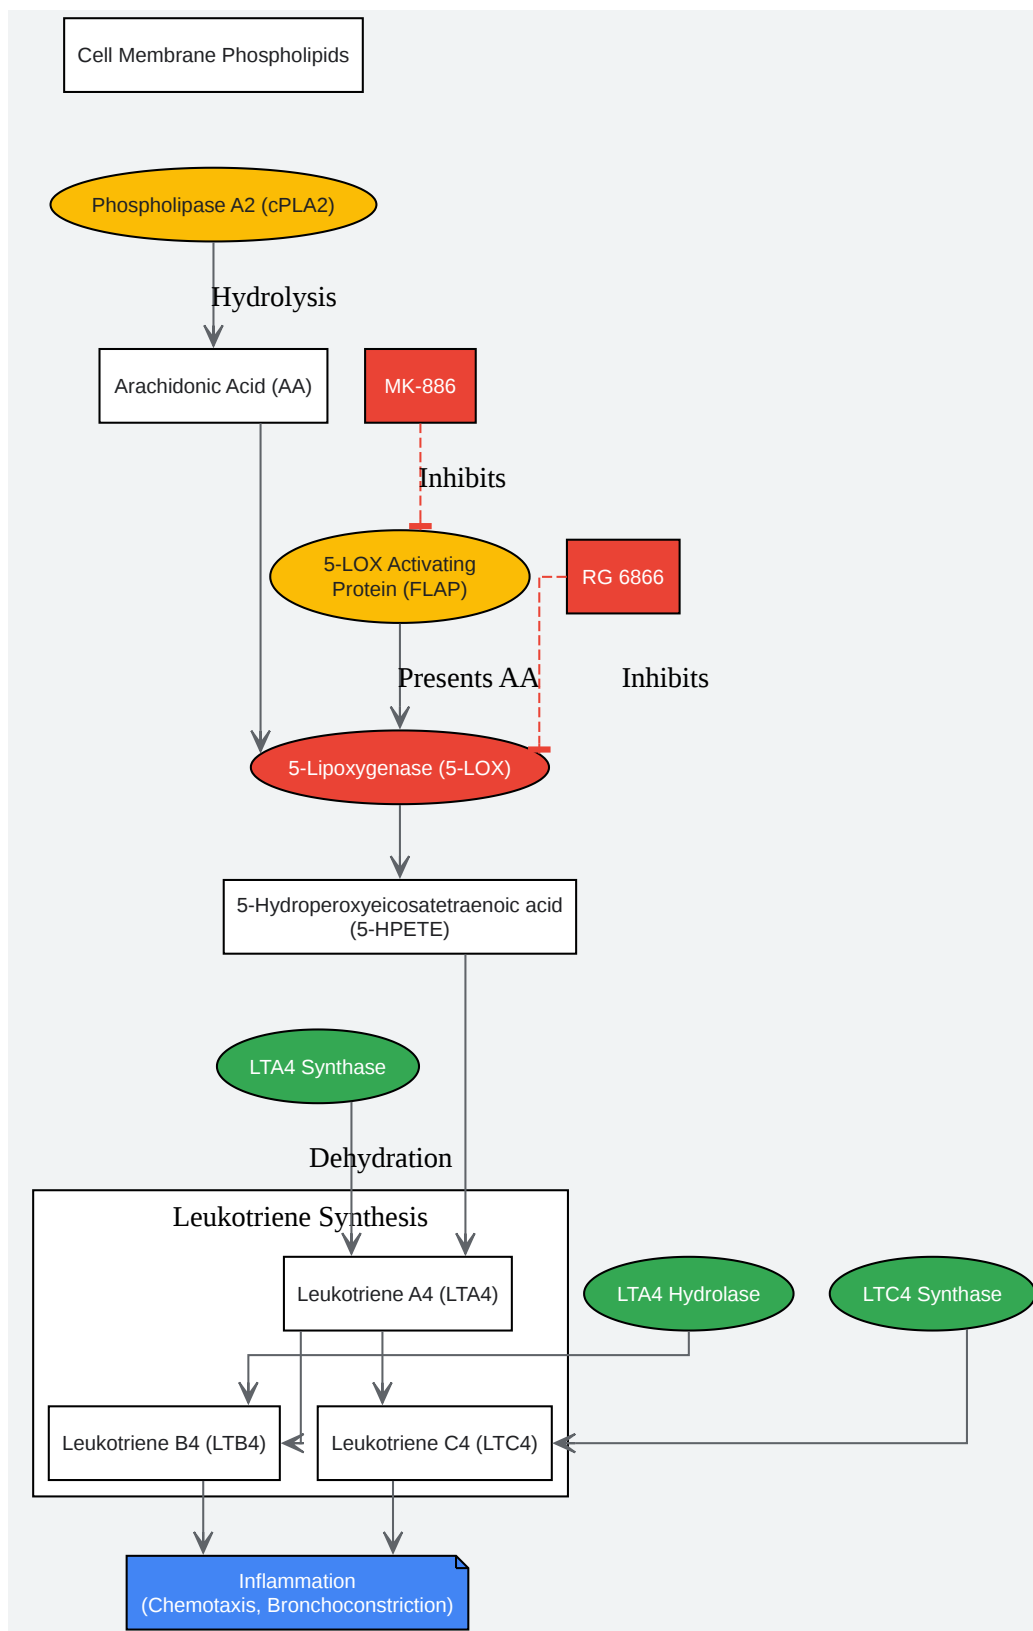 Cell Membrane Phospholipids
Phospholipase A2 (cPLA2)
Hydrolysis
Arachidonic Acid (AA)
MK-886
Inhibits
5-LOX Activating
Protein (FLAP)
RG 6866
Presents AA
Inhibits
5-Lipoxygenase (5-LOX)
5-Hydroperoxyeicosatetraenoic acid
(5-HPETE)
LTA4 Synthase
Dehydration
Leukotriene Synthesis
Leukotriene A4 (LTA4)
LTA4 Hydrolase
LTC4 Synthase
Leukotriene B4 (LTB4)
Leukotriene C4 (LTC4)
Inflammation
(Chemotaxis, Bronchoconstriction)